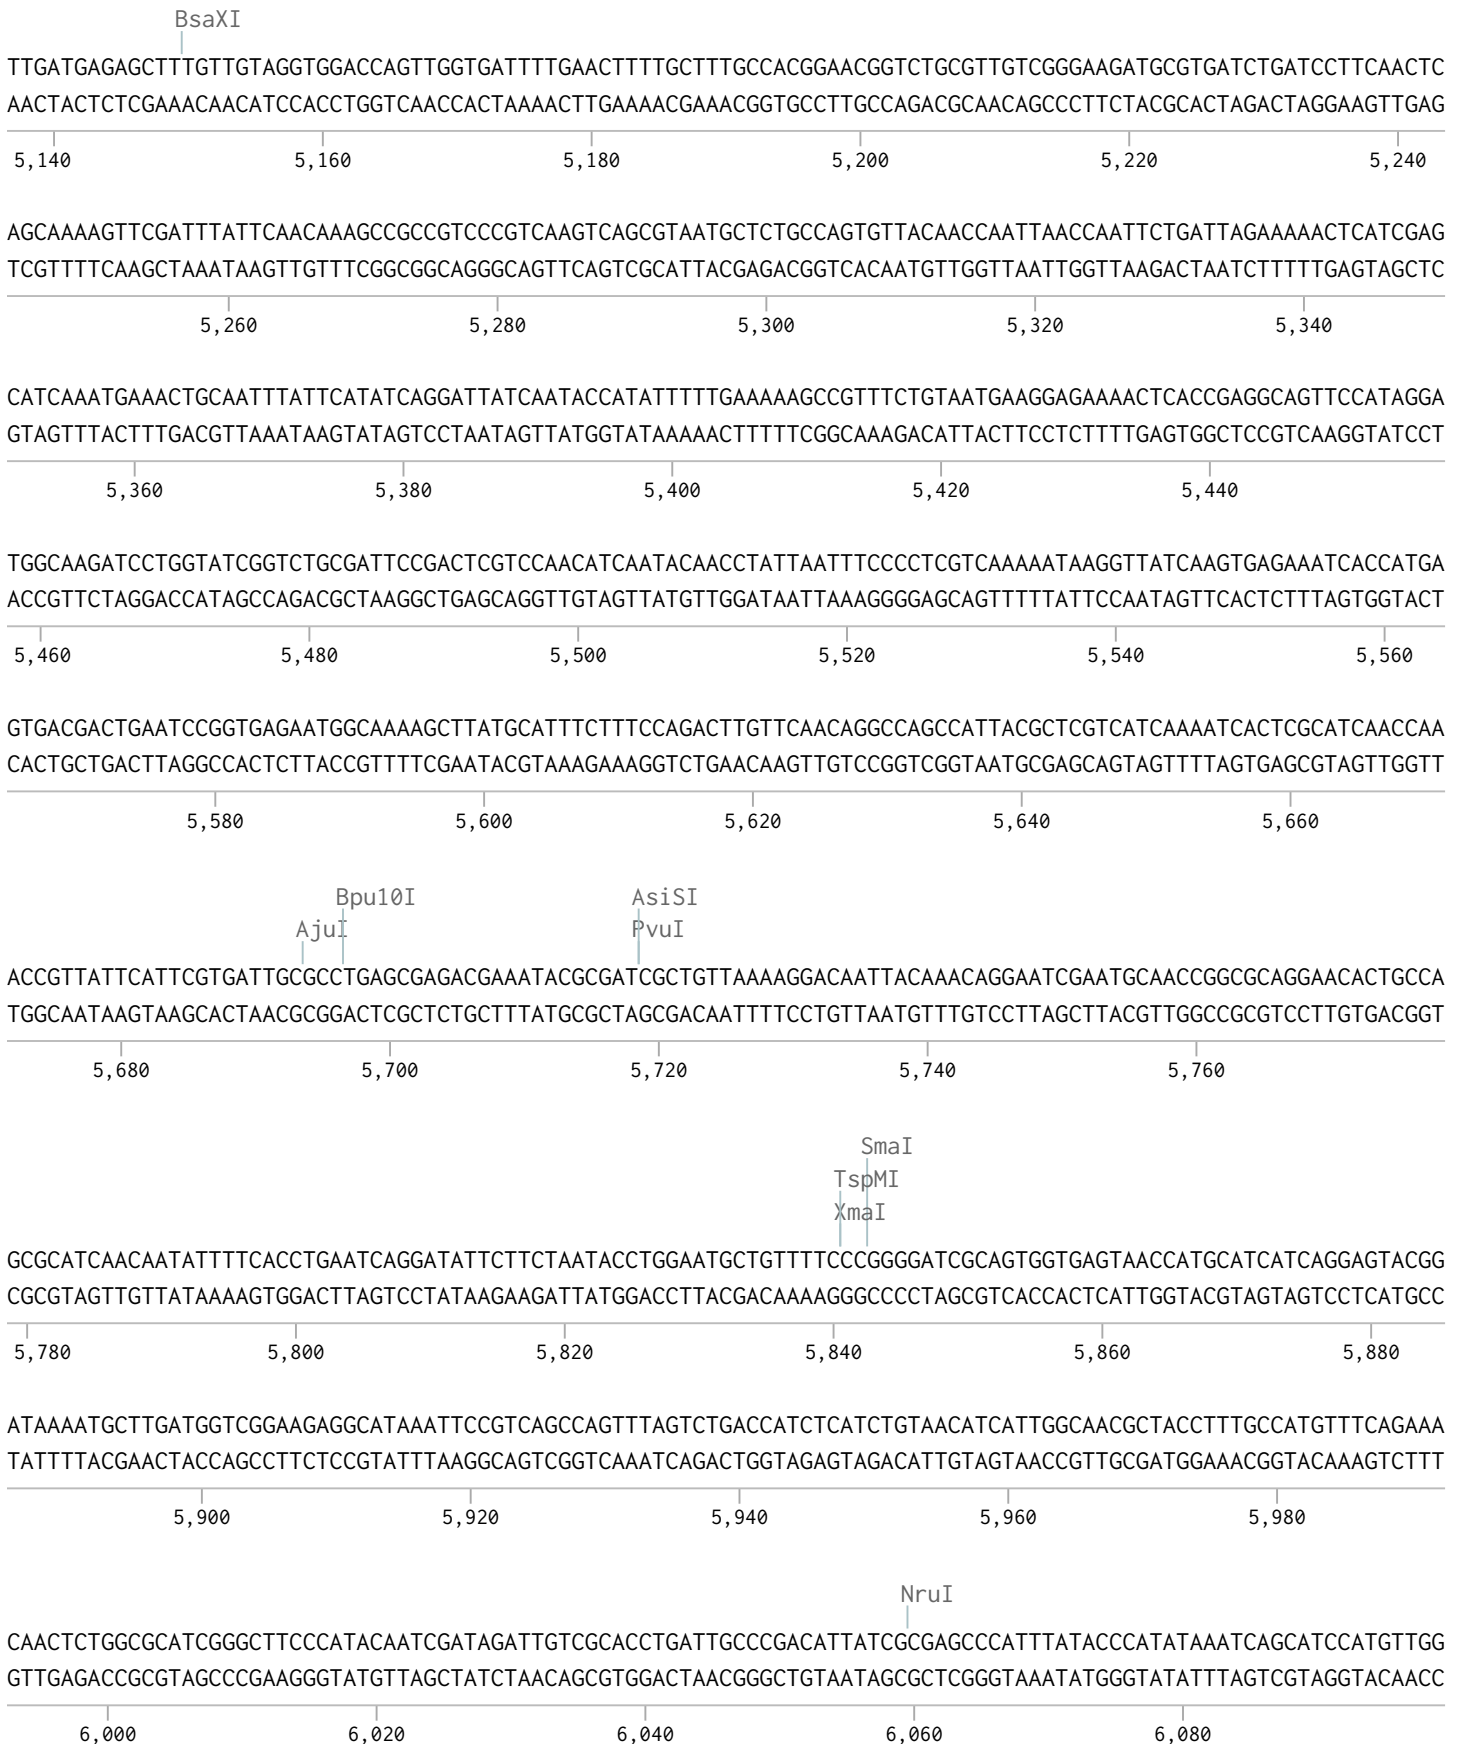 BsaXI
TTGATGAGAGCTTTGTTGTAGGTGGACCAGTTGGTGATTTTGAACTTTTGCTTTGCCACGGAACGGTCTGCGTTGTCGGGAAGATGCGTGATCTGATCCTTCAACTC
AACTACTCTCGAAACAACATCCACCTGGTCAACCACTAAAACTTGAAAACGAAACGGTGCCTTGCCAGACGCAACAGCCCTTCTACGCACTAGACTAGGAAGTTGAG
5,140 5,160 5,180 5,200 5,220 5,240
AGCAAAAGTTCGATTTATTCAACAAAGCCGCCGTCCCGTCAAGTCAGCGTAATGCTCTGCCAGTGTTACAACCAATTAACCAATTCTGATTAGAAAAACTCATCGAG
TCGTTTTCAAGCTAAATAAGTTGTTTCGGCGGCAGGGCAGTTCAGTCGCATTACGAGACGGTCACAATGTTGGTTAATTGGTTAAGACTAATCTTTTTGAGTAGCTC
5,260 5,280 5,300 5,320 5,340
CATCAAATGAAACTGCAATTTATTCATATCAGGATTATCAATACCATATTTTTGAAAAAGCCGTTTCTGTAATGAAGGAGAAAACTCACCGAGGCAGTTCCATAGGA
GTAGTTTACTTTGACGTTAAATAAGTATAGTCCTAATAGTTATGGTATAAAAACTTTTTCGGCAAAGACATTACTTCCTCTTTTGAGTGGCTCCGTCAAGGTATCCT
5,360 5,380 5,400 5,420 5,440
TGGCAAGATCCTGGTATCGGTCTGCGATTCCGACTCGTCCAACATCAATACAACCTATTAATTTCCCCTCGTCAAAAATAAGGTTATCAAGTGAGAAATCACCATGA
ACCGTTCTAGGACCATAGCCAGACGCTAAGGCTGAGCAGGTTGTAGTTATGTTGGATAATTAAAGGGGAGCAGTTTTTATTCCAATAGTTCACTCTTTAGTGGTACT
5,460 5,480 5,500 5,520 5,540 5,560
GTGACGACTGAATCCGGTGAGAATGGCAAAAGCTTATGCATTTCTTTCCAGACTTGTTCAACAGGCCAGCCATTACGCTCGTCATCAAAATCACTCGCATCAACCAA
CACTGCTGACTTAGGCCACTCTTACCGTTTTCGAATACGTAAAGAAAGGTCTGAACAAGTTGTCCGGTCGGTAATGCGAGCAGTAGTTTTAGTGAGCGTAGTTGGTT
5,580 5,600 5,620 5,640 5,660
Bpu10I AsiSI
AjuI PvuI
ACCGTTATTCATTCGTGATTGCGCCTGAGCGAGACGAAATACGCGATCGCTGTTAAAAGGACAATTACAAACAGGAATCGAATGCAACCGGCGCAGGAACACTGCCA
TGGCAATAAGTAAGCACTAACGCGGACTCGCTCTGCTTTATGCGCTAGCGACAATTTTCCTGTTAATGTTTGTCCTTAGCTTACGTTGGCCGCGTCCTTGTGACGGT
5,680 5,700 5,720 5,740 5,760
SmaI
TspMI
XmaI
GCGCATCAACAATATTTTCACCTGAATCAGGATATTCTTCTAATACCTGGAATGCTGTTTTCCCGGGGATCGCAGTGGTGAGTAACCATGCATCATCAGGAGTACGG
CGCGTAGTTGTTATAAAAGTGGACTTAGTCCTATAAGAAGATTATGGACCTTACGACAAAAGGGCCCCTAGCGTCACCACTCATTGGTACGTAGTAGTCCTCATGCC
5,780 5,800 5,820 5,840 5,860 5,880
ATAAAATGCTTGATGGTCGGAAGAGGCATAAATTCCGTCAGCCAGTTTAGTCTGACCATCTCATCTGTAACATCATTGGCAACGCTACCTTTGCCATGTTTCAGAAA
TATTTTACGAACTACCAGCCTTCTCCGTATTTAAGGCAGTCGGTCAAATCAGACTGGTAGAGTAGACATTGTAGTAACCGTTGCGATGGAAACGGTACAAAGTCTTT
5,900 5,920 5,940 5,960 5,980
NruI
CAACTCTGGCGCATCGGGCTTCCCATACAATCGATAGATTGTCGCACCTGATTGCCCGACATTATCGCGAGCCCATTTATACCCATATAAATCAGCATCCATGTTGG
GTTGAGACCGCGTAGCCCGAAGGGTATGTTAGCTATCTAACAGCGTGGACTAACGGGCTGTAATAGCGCTCGGGTAAATATGGGTATATTTAGTCGTAGGTACAACC
6,000 6,020 6,040 6,060 6,080